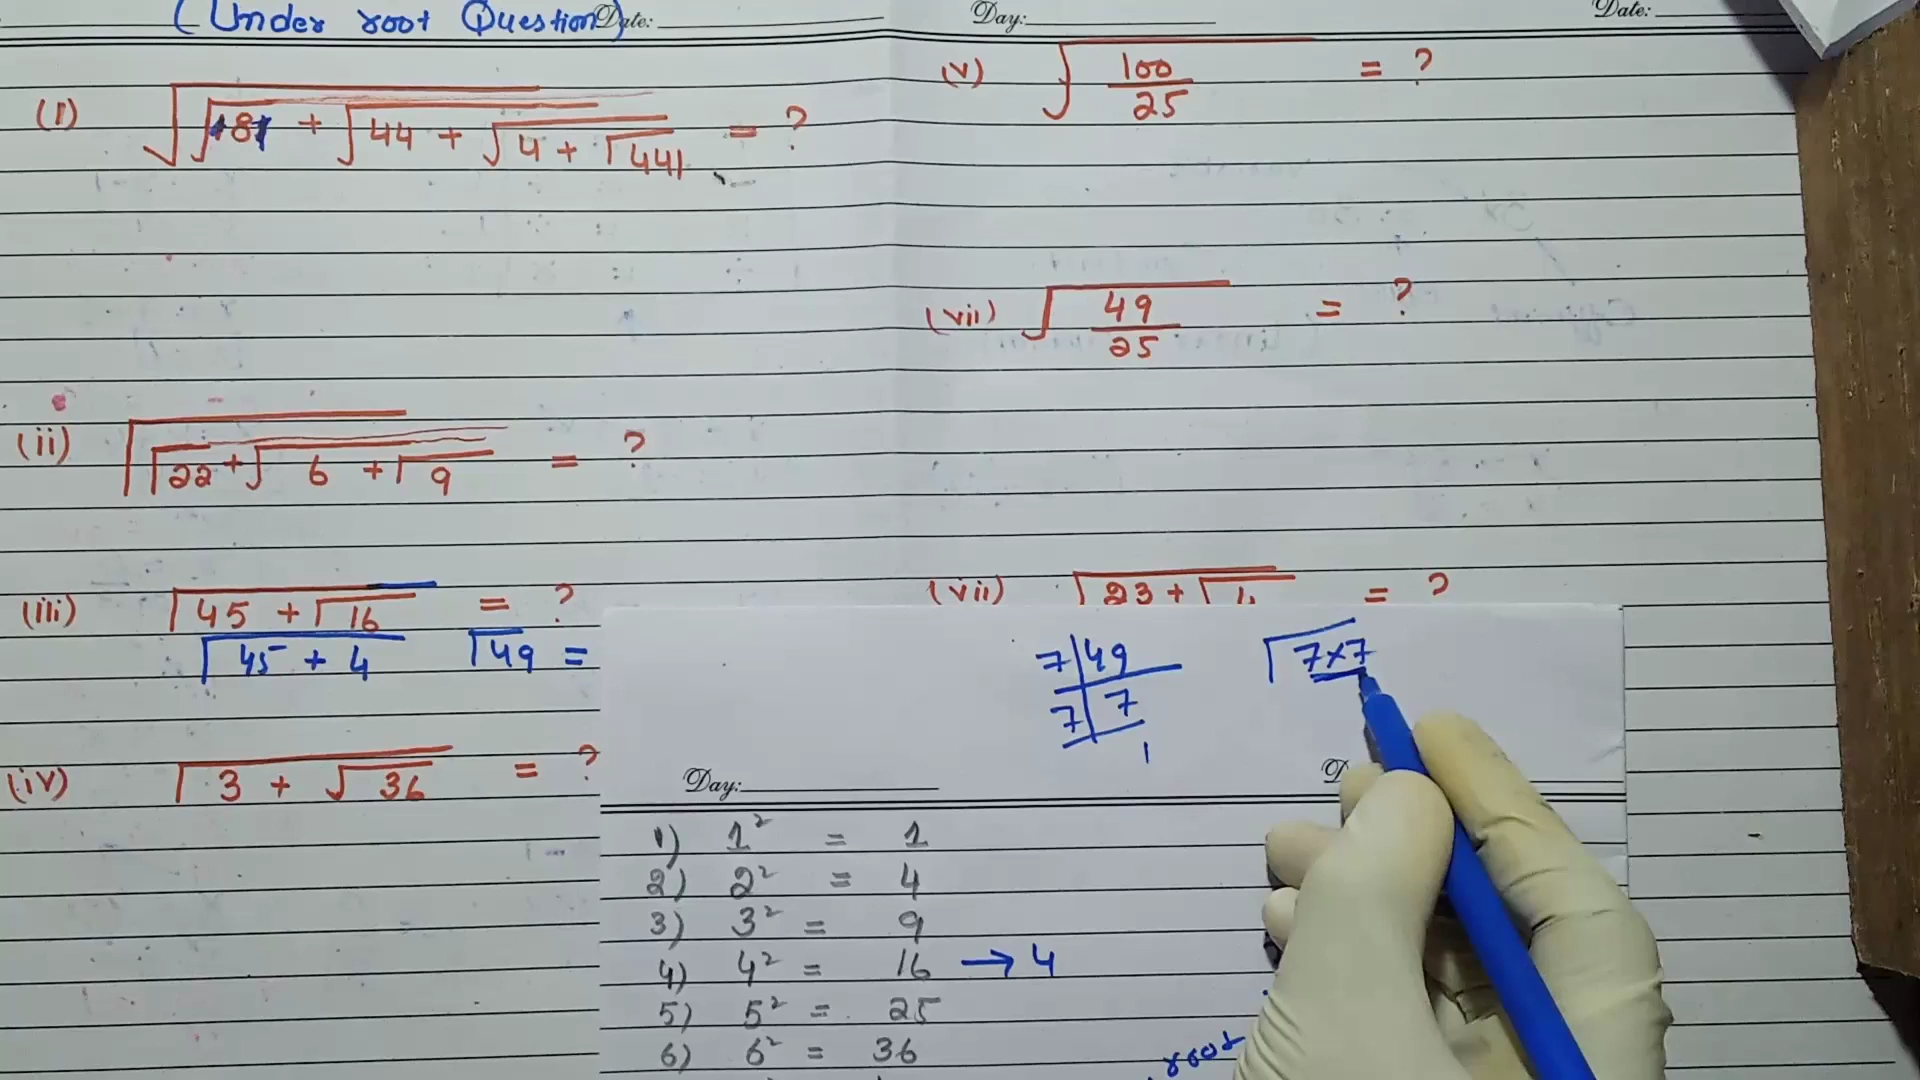 (Under root Question) Date:
(i) √√81 + √44 + √4 + √441 = ?
(ii) √√22 + √6 + √9 = ?
(iii) √45 + √16 = ?
√45 + 4 √49 =
(iv) √3 + √36 = ?
Day: Date:
(v) √100/25 = ?
(vii) √49/25 = ?
(vii) √23 + √ = ?
7 | 49 √7×7
7 | 7
1
Day:
1) 1² = 1
2) 2² = 4
3) 3² = 9
4) 4² = 16 → 4
5) 5² = 25
6) 6² = 36
root